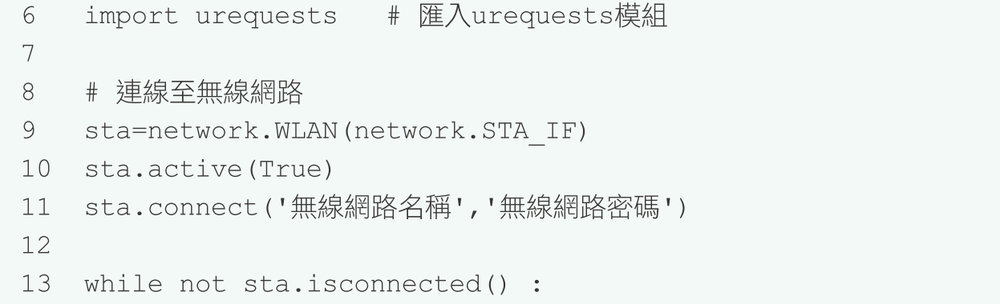 6 import urequests # 匯入urequests模組
7
8 # 連線至無線網路
9 sta=network.WLAN(network.STA_IF)
10 sta.active(True)
11 sta.connect('無線網路名稱','無線網路密碼')
12
13 while not sta.isconnected() :